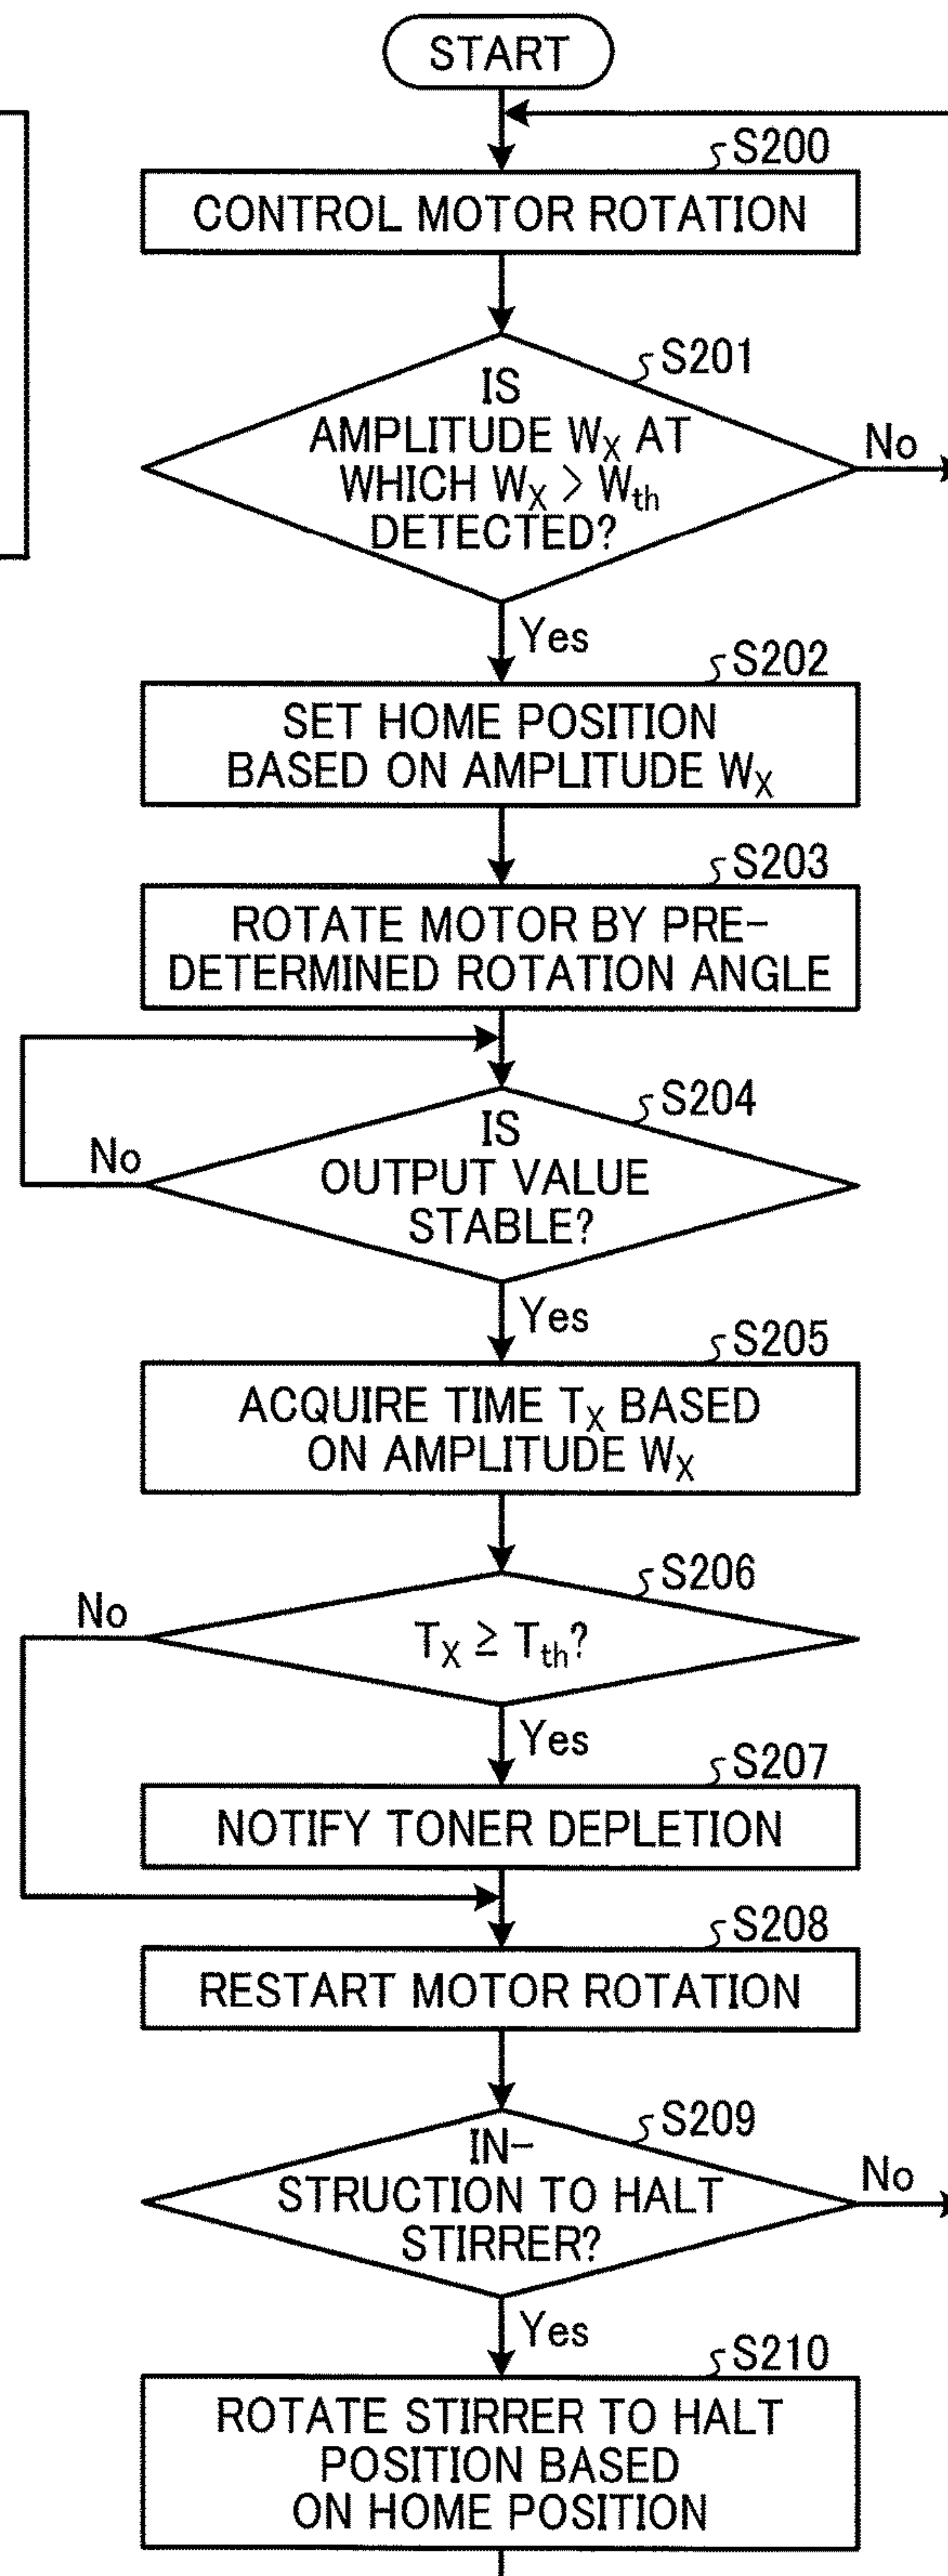 START
S200
CONTROL MOTOR ROTATION
S201
IS
AMPLITUDE WX AT
WHICH WX > Wth
DETECTED?
No
Yes
S202
SET HOME POSITION
BASED ON AMPLITUDE WX
S203
ROTATE MOTOR BY PRE-
DETERMINED ROTATION ANGLE
S204
IS
OUTPUT VALUE
STABLE?
No
Yes
S205
ACQUIRE TIME TX BASED
ON AMPLITUDE WX
S206
TX ≥ Tth?
No
Yes
S207
NOTIFY TONER DEPLETION
S208
RESTART MOTOR ROTATION
S209
IN-
STRUCTION TO HALT
STIRRER?
No
Yes
S210
ROTATE STIRRER TO HALT
POSITION BASED
ON HOME POSITION